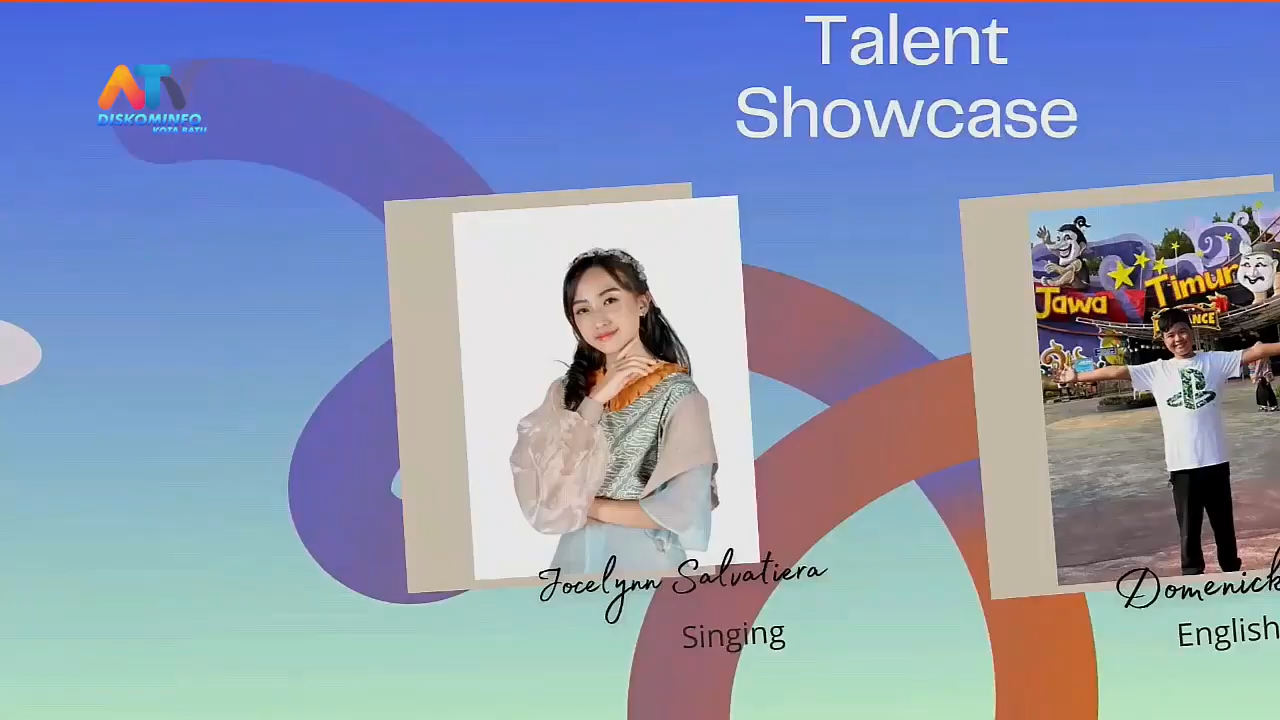 Talent
Showcase
ATV
DISKOMINFO
KOTA BATU
Jawa
Timur
Jocelynn Salvatiera
Singing
Domenick
English